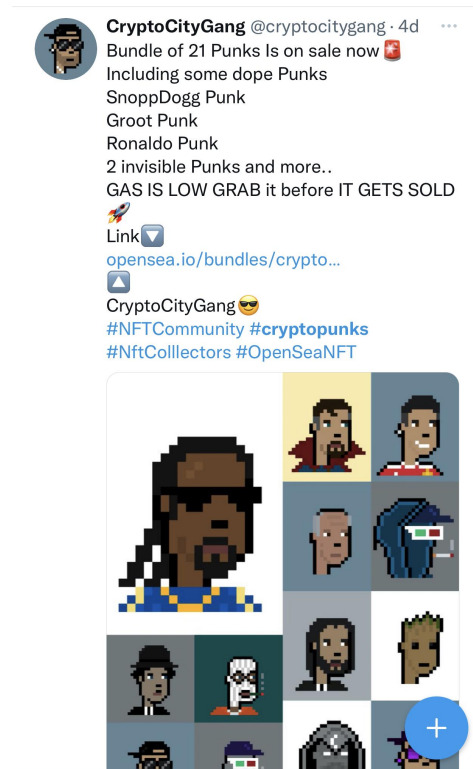 CryptoCityGang @cryptocitygang · 4d
Bundle of 21 Punks Is on sale now🚨
Including some dope Punks
SnoppDogg Punk
Groot Punk
Ronaldo Punk
2 invisible Punks and more..
GAS IS LOW GRAB it before IT GETS SOLD
🚀
Link🔽
opensea.io/bundles/crypto...
🔼
CryptoCityGang😎
#NFTCommunity #cryptopunks
#NftColllectors #OpenSeaNFT